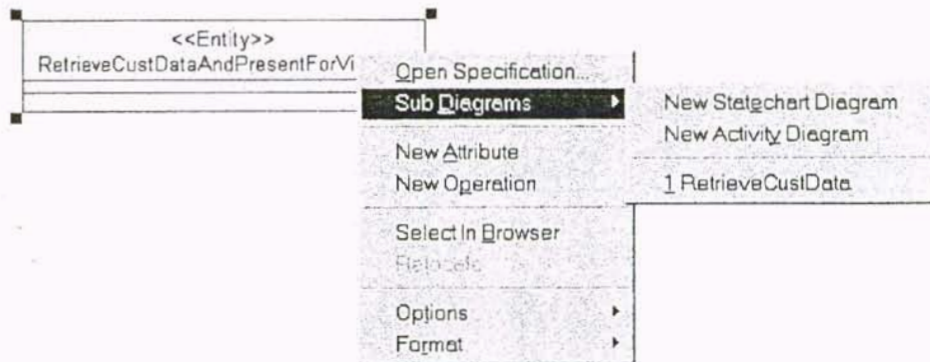 <<Entity>>
RetrieveCustDataAndPresentForVi
Open Specification...
Sub Diagrams
New Attribute
New Operation
Select In Browser
Relocate
Options
Format
New Statechart Diagram
New Activity Diagram
1 RetrieveCustData